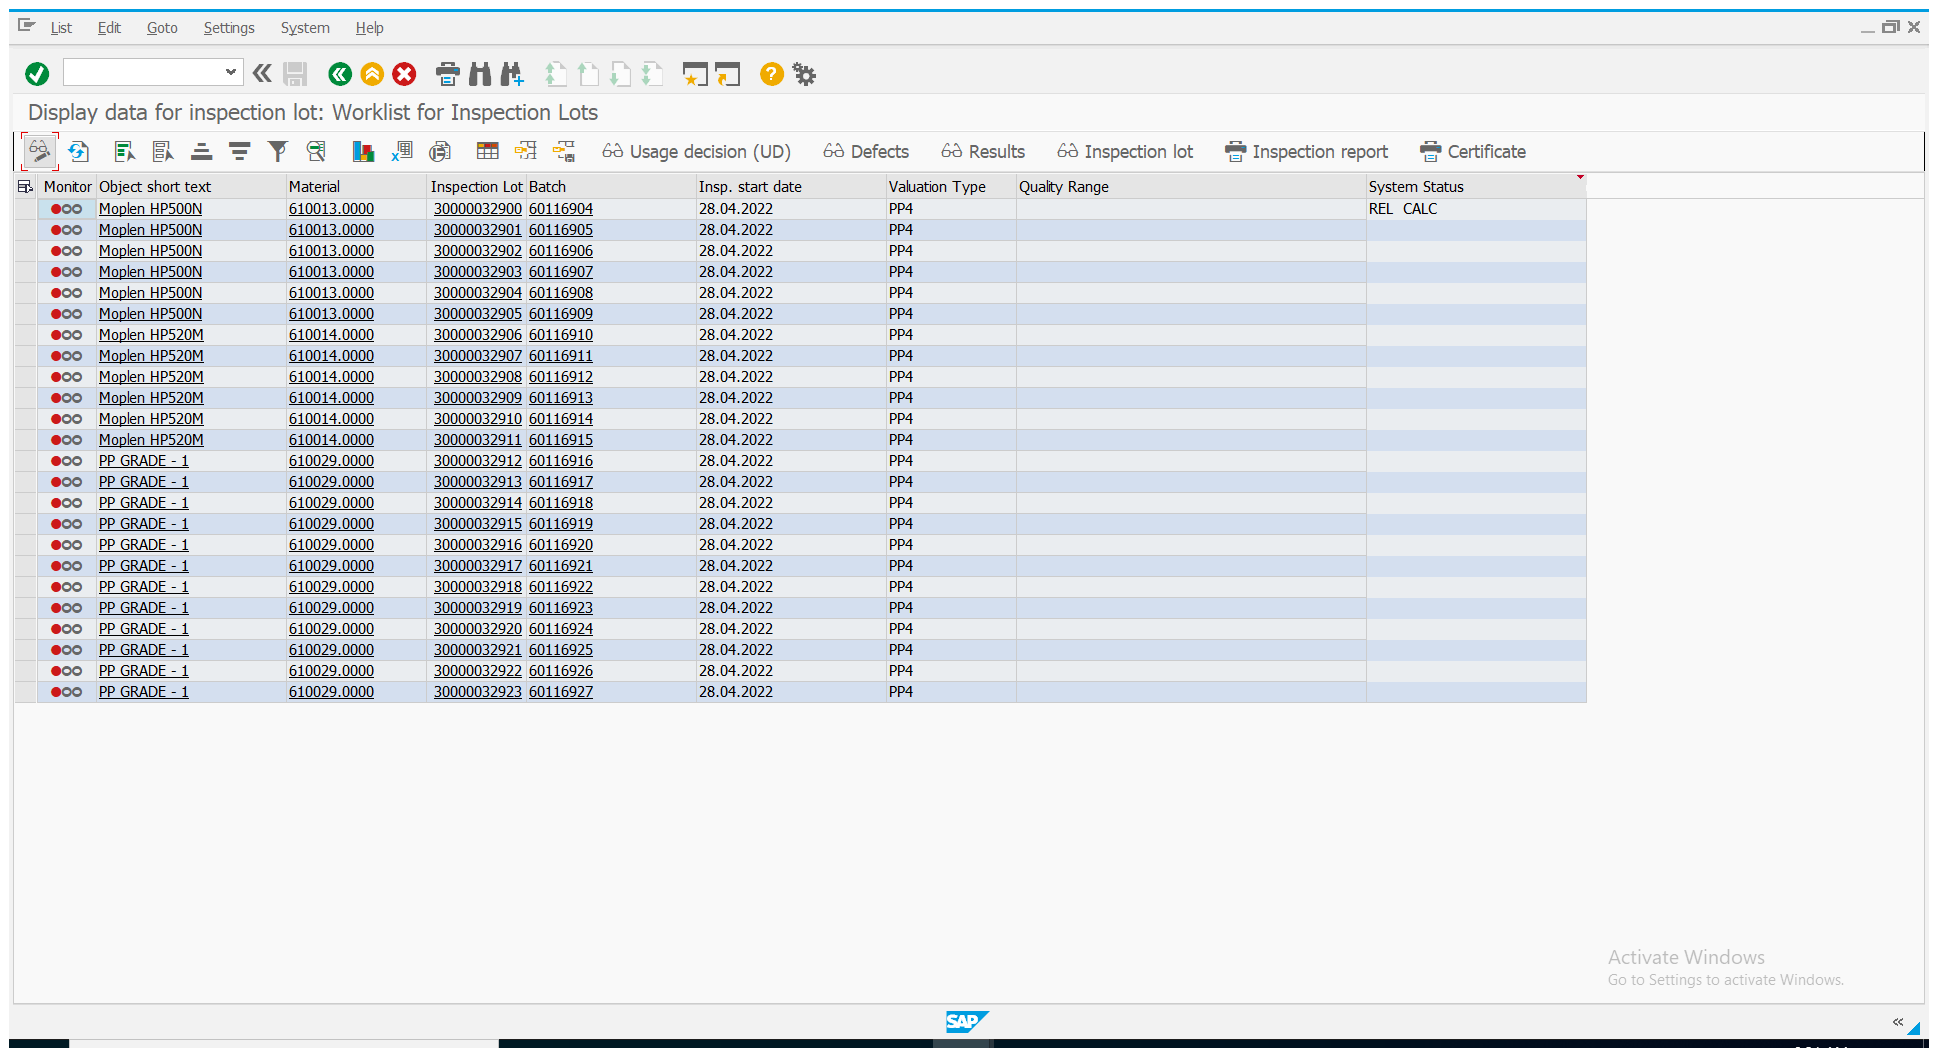 List Edit Goto Settings System Help
Display data for inspection lot: Worklist for Inspection Lots
Usage decision (UD) Defects Results Inspection lot Inspection report Certificate
Monitor Object short text Material Inspection Lot Batch Insp. start date Valuation Type Quality Range System Status
Moplen HP500N 610013.0000 30000032900 60116904 28.04.2022 PP4 REL CALC
Moplen HP500N 610013.0000 30000032901 60116905 28.04.2022 PP4
Moplen HP500N 610013.0000 30000032902 60116906 28.04.2022 PP4
Moplen HP500N 610013.0000 30000032903 60116907 28.04.2022 PP4
Moplen HP500N 610013.0000 30000032904 60116908 28.04.2022 PP4
Moplen HP500N 610013.0000 30000032905 60116909 28.04.2022 PP4
Moplen HP520M 610014.0000 30000032906 60116910 28.04.2022 PP4
Moplen HP520M 610014.0000 30000032907 60116911 28.04.2022 PP4
Moplen HP520M 610014.0000 30000032908 60116912 28.04.2022 PP4
Moplen HP520M 610014.0000 30000032909 60116913 28.04.2022 PP4
Moplen HP520M 610014.0000 30000032910 60116914 28.04.2022 PP4
Moplen HP520M 610014.0000 30000032911 60116915 28.04.2022 PP4
PP GRADE - 1 610029.0000 30000032912 60116916 28.04.2022 PP4
PP GRADE - 1 610029.0000 30000032913 60116917 28.04.2022 PP4
PP GRADE - 1 610029.0000 30000032914 60116918 28.04.2022 PP4
PP GRADE - 1 610029.0000 30000032915 60116919 28.04.2022 PP4
PP GRADE - 1 610029.0000 30000032916 60116920 28.04.2022 PP4
PP GRADE - 1 610029.0000 30000032917 60116921 28.04.2022 PP4
PP GRADE - 1 610029.0000 30000032918 60116922 28.04.2022 PP4
PP GRADE - 1 610029.0000 30000032919 60116923 28.04.2022 PP4
PP GRADE - 1 610029.0000 30000032920 60116924 28.04.2022 PP4
PP GRADE - 1 610029.0000 30000032921 60116925 28.04.2022 PP4
PP GRADE - 1 610029.0000 30000032922 60116926 28.04.2022 PP4
PP GRADE - 1 610029.0000 30000032923 60116927 28.04.2022 PP4
Activate Windows
Go to Settings to activate Windows.
SAP